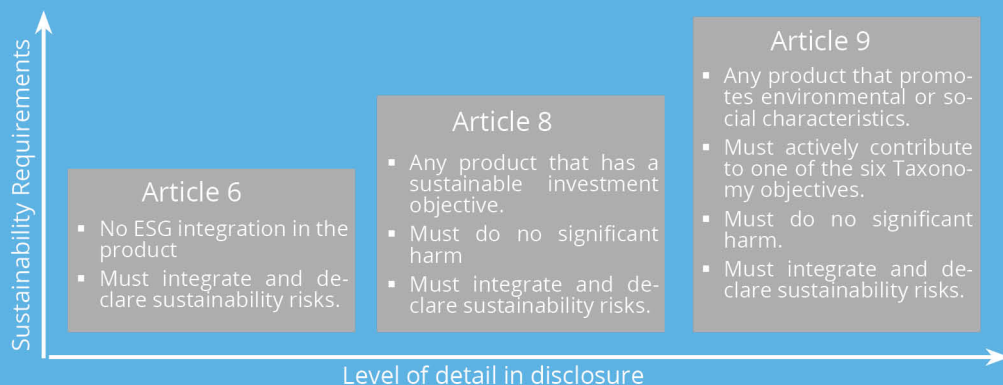 Sustainability Requirements
Article 6
▪ No ESG integration in the
product
▪ Must integrate and de-
clare sustainability risks.
Article 8
▪ Any product that has a
sustainable investment
objective.
▪ Must do no significant
harm
▪ Must integrate and de-
clare sustainability risks.
Article 9
▪ Any product that promo-
tes environmental or so-
cial characteristics.
▪ Must actively contribute
to one of the six Taxono-
my objectives.
▪ Must do no significant
harm.
▪ Must integrate and de-
clare sustainability risks.
Level of detail in disclosure